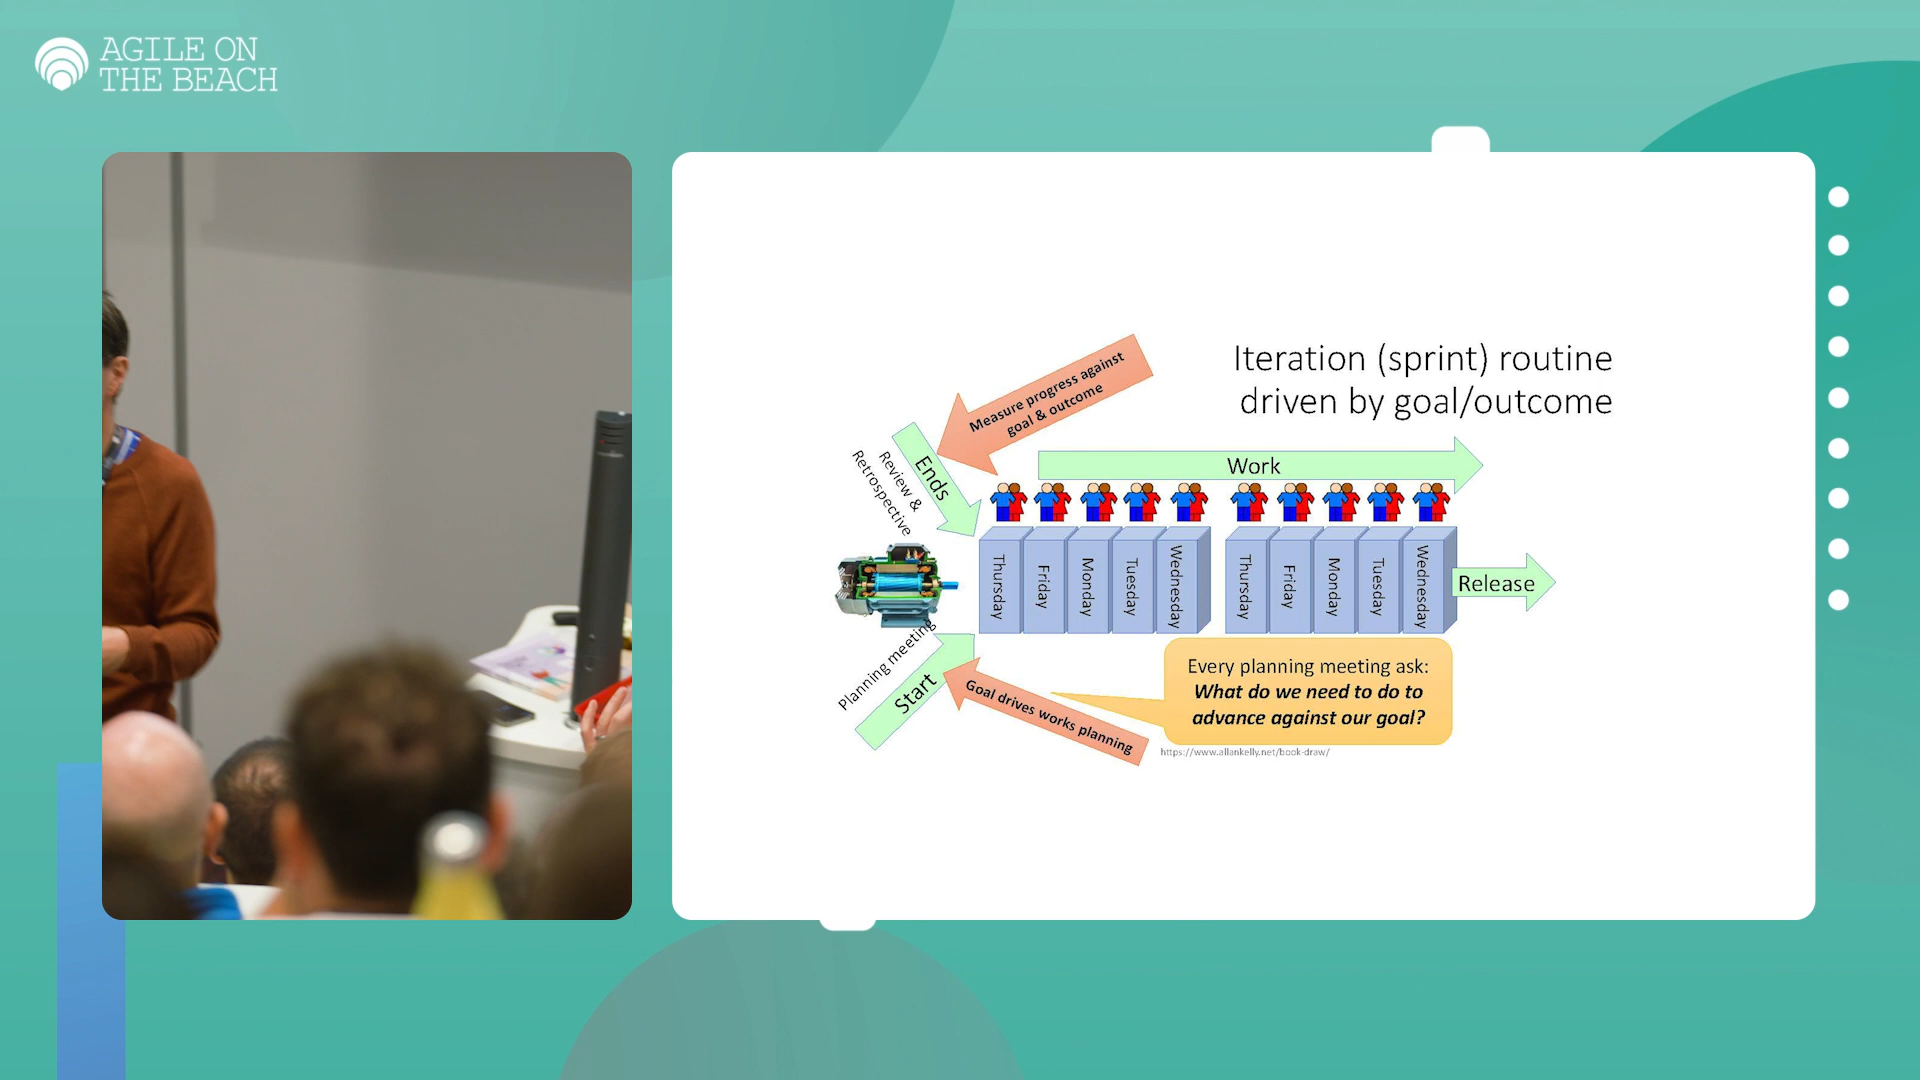 AGILE ON
THE BEACH
Iteration (sprint) routine
driven by goal/outcome
Measure progress against
goal & outcome
Ends
Review &
Retrospective
Work
Thursday
Friday
Monday
Tuesday
Wednesday
Thursday
Friday
Monday
Tuesday
Wednesday
Release
Planning meeting
Start
Goal drives works planning
Every planning meeting ask:
What do we need to do to
advance against our goal?
https://www.allankelly.net/book-draw/